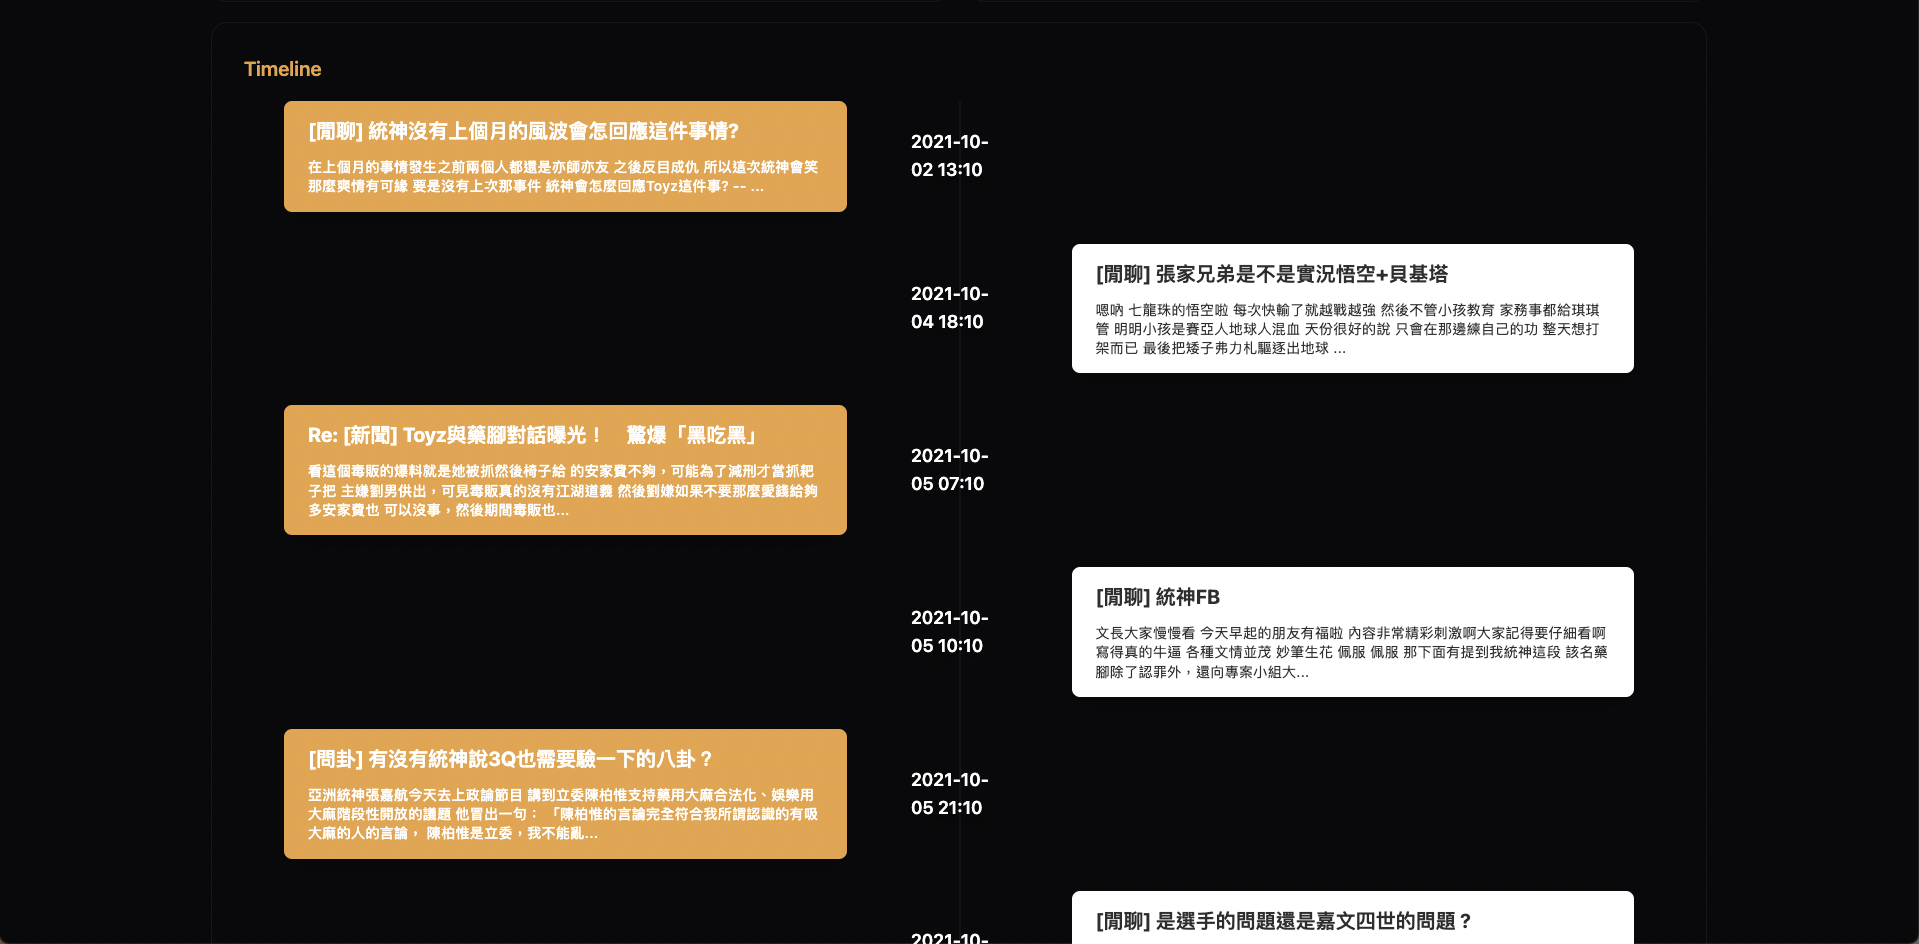 Timeline
[閒聊] 統神沒有上個月的風波會怎回應這件事情?
在上個月的事情發生之前兩個人都還是亦師亦友 之後反目成仇 所以這次統神會笑
那麼爽情有可緣 要是沒有上次那事件 統神會怎麼回應Toyz這件事? -- ...
2021-10-
02 13:10
[閒聊] 張家兄弟是不是實況悟空+貝基塔
嗯吶 七龍珠的悟空啦 每次快輸了就越戰越強 然後不管小孩教育 家務事都給琪琪
管 明明小孩是賽亞人地球人混血 天份很好的說 只會在那邊練自己的功 整天想打
架而已 最後把矮子弗力札驅逐出地球 ...
2021-10-
04 18:10
Re: [新聞] Toyz與藥腳對話曝光！　驚爆「黑吃黑」
看這個毒販的爆料就是她被抓然後椅子給 的安家費不夠，可能為了減刑才當抓耙
子把 主嫌劉男供出，可見毒販真的沒有江湖道義 然後劉嫌如果不要那麼愛錢給夠
多安家費也 可以沒事，然後期間毒販也...
2021-10-
05 07:10
[閒聊] 統神FB
文長大家慢慢看 今天早起的朋友有福啦 內容非常精彩刺激啊大家記得要仔細看啊
寫得真的牛逼 各種文情並茂 妙筆生花 佩服 佩服 那下面有提到我統神這段 該名藥
腳除了認罪外，還向專案小組大...
2021-10-
05 10:10
[問卦] 有沒有統神說3Q也需要驗一下的八卦？
亞洲統神張嘉航今天去上政論節目 講到立委陳柏惟支持藥用大麻合法化、娛樂用
大麻階段性開放的議題 他冒出一句： 「陳柏惟的言論完全符合我所謂認識的有吸
大麻的人的言論， 陳柏惟是立委，我不能亂...
2021-10-
05 21:10
[閒聊] 是選手的問題還是嘉文四世的問題？
2021-10-